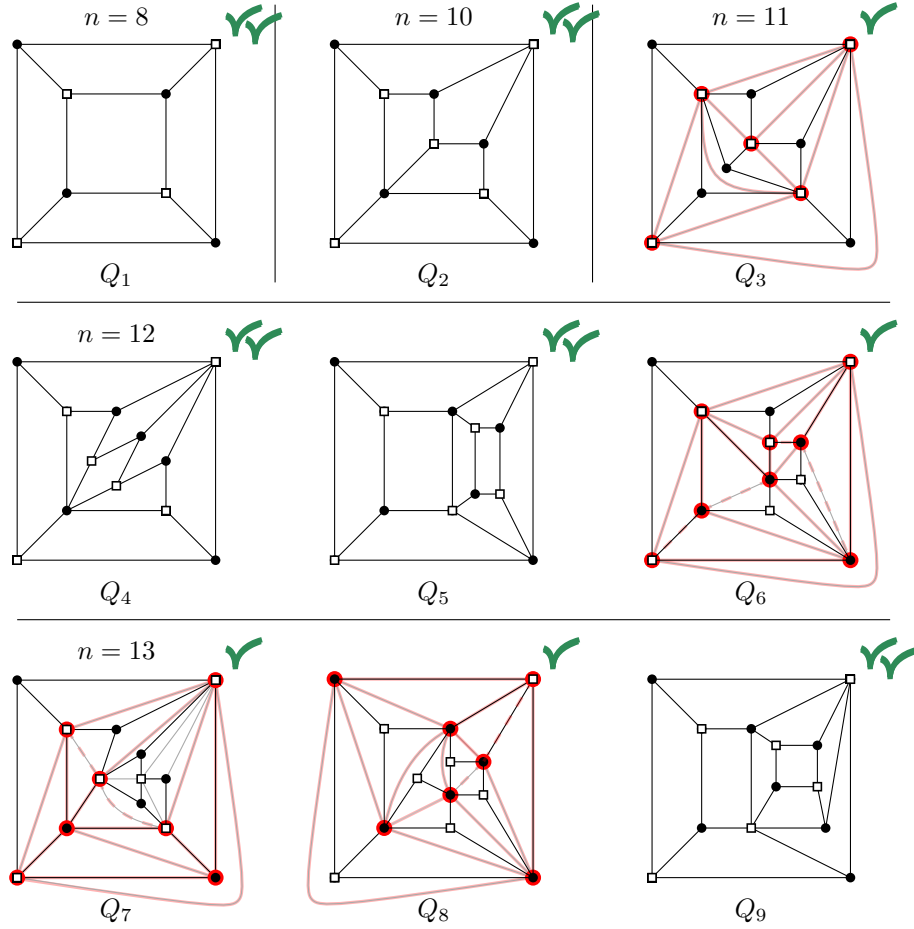 n = 8
n = 10
n = 11
Q₁
Q₂
Q₃
n = 12
Q₄
Q₅
Q₆
n = 13
Q₇
Q₈
Q₉